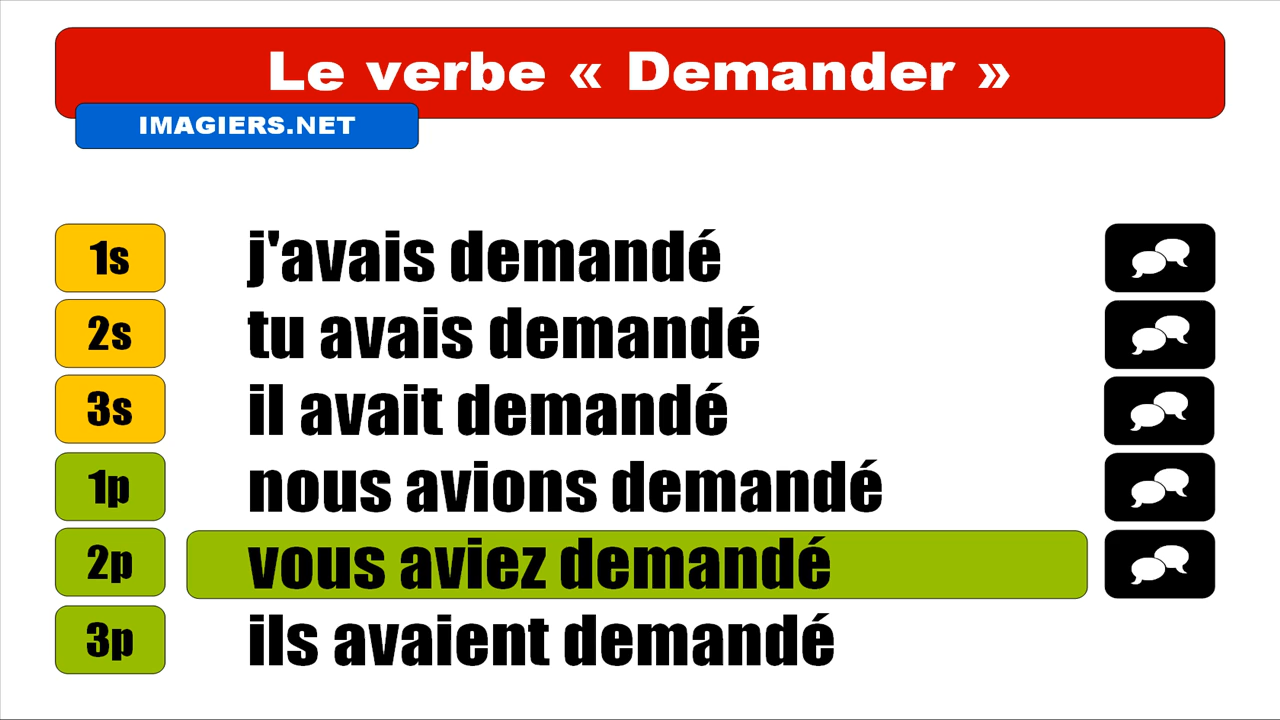 Le verbe « Demander »
IMAGIERS.NET
1s j'avais demandé
2s tu avais demandé
3s il avait demandé
1p nous avions demandé
2p vous aviez demandé
3p ils avaient demandé